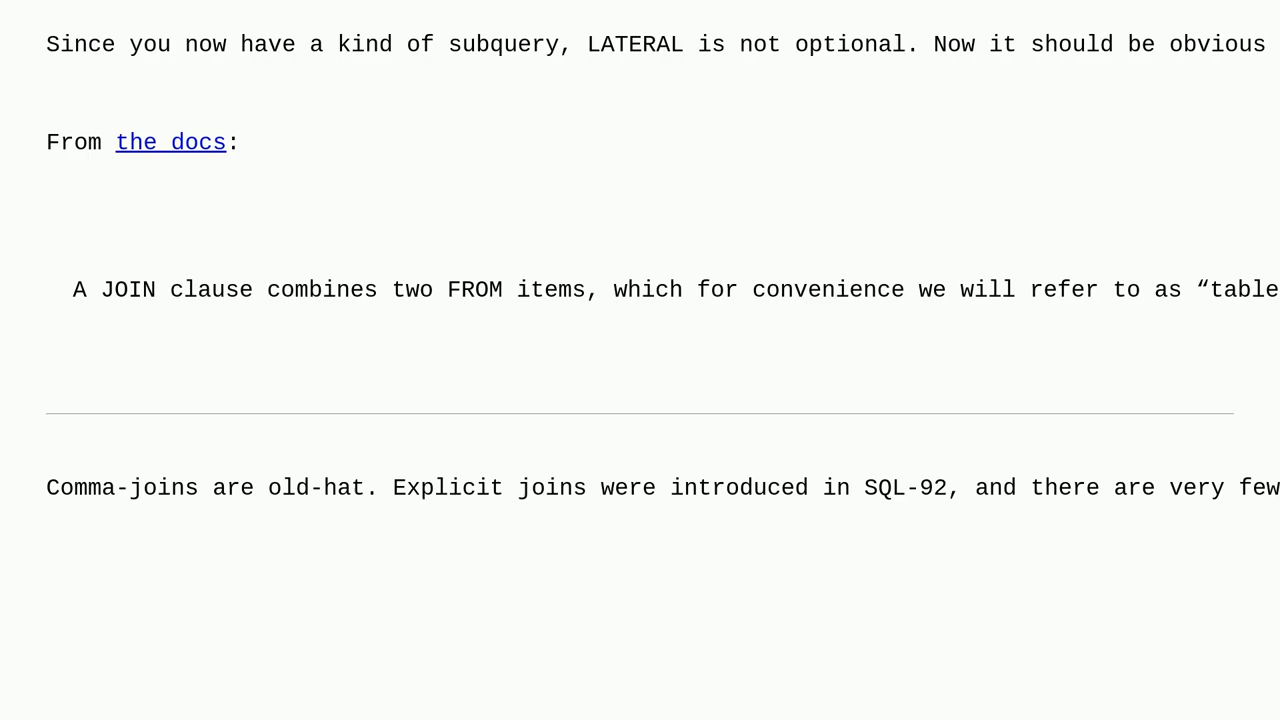 Since you now have a kind of subquery, LATERAL is not optional. Now it should be obvious
From the docs:
A JOIN clause combines two FROM items, which for convenience we will refer to as “table
Comma-joins are old-hat. Explicit joins were introduced in SQL-92, and there are very few